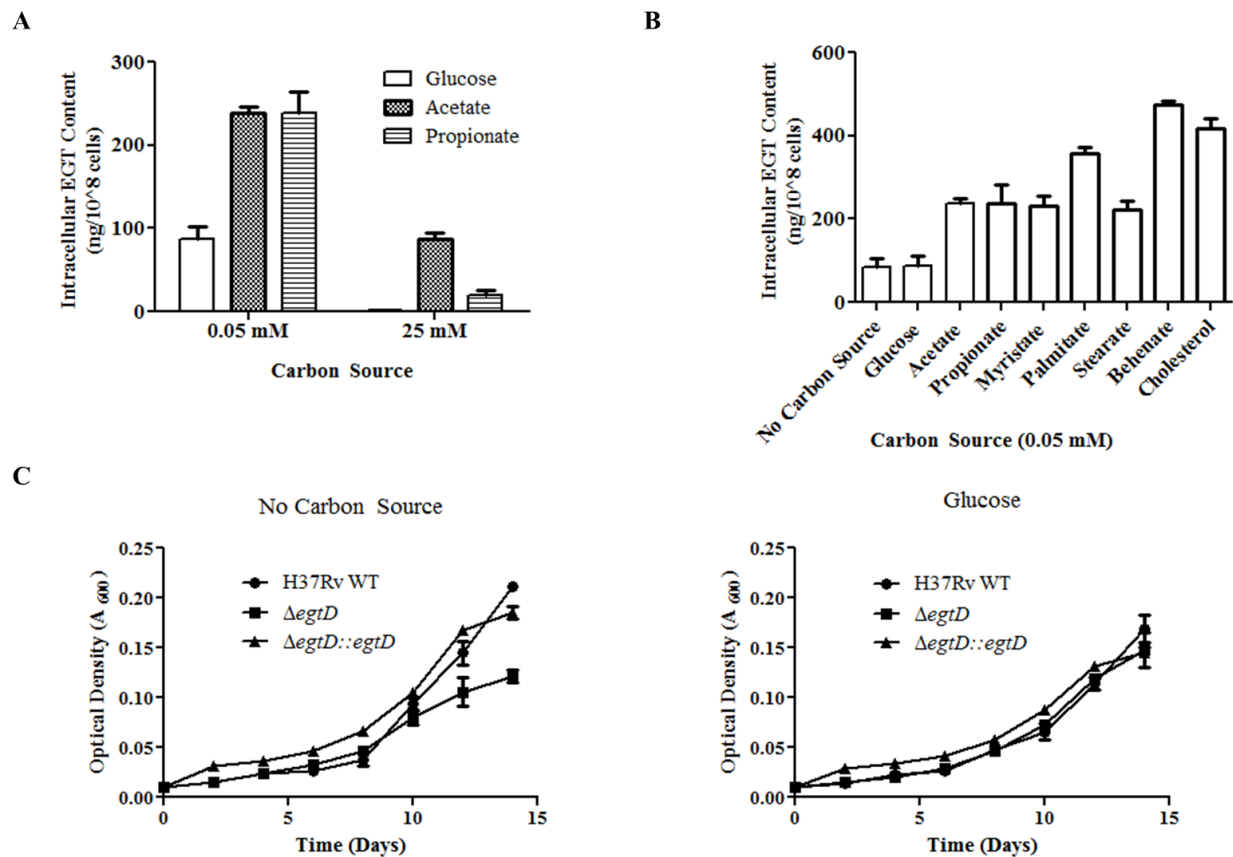 A
Intracellular EGT Content
(ng/10^8 cells)
300
200
100
0
Glucose
Acetate
Propionate
0.05 mM
25 mM
Carbon Source
B
Intracellular EGT Content
(ng/10^8 cells)
600
400
200
0
No Carbon Source
Glucose
Acetate
Propionate
Myristate
Palmitate
Stearate
Behenate
Cholesterol
Carbon Source (0.05 mM)
C
No Carbon Source
Optical Density (A 600)
0.25
0.20
0.15
0.10
0.05
0.00
H37Rv WT
ΔegtD
ΔegtD::egtD
0
5
10
15
Time (Days)
Glucose
Optical Density (A 600)
0.25
0.20
0.15
0.10
0.05
0.00
H37Rv WT
ΔegtD
ΔegtD::egtD
0
5
10
15
Time (Days)